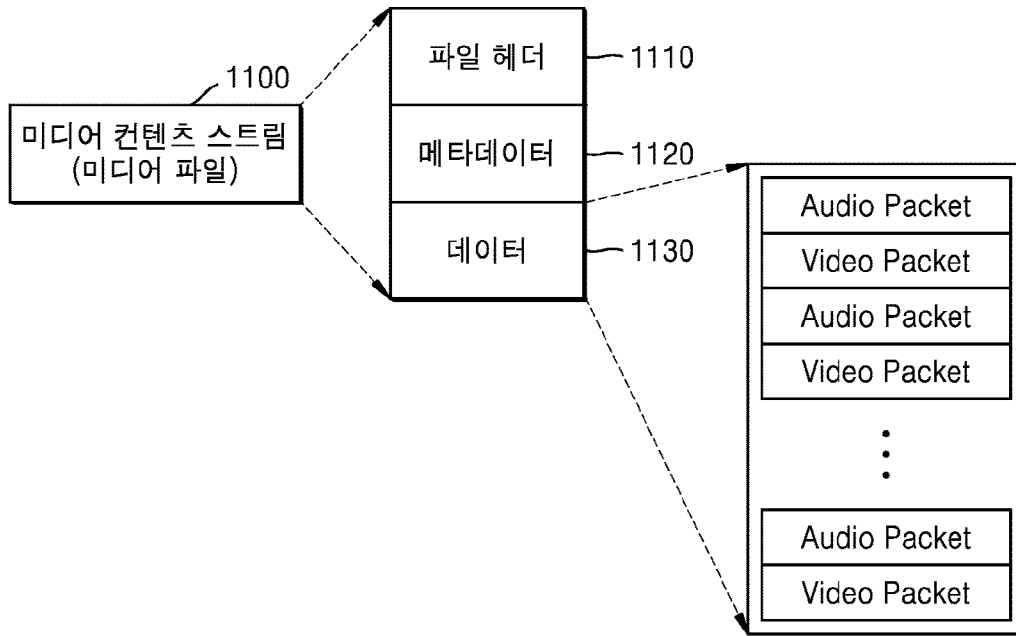 1100
미디어 컨텐츠 스트림
(미디어 파일)
파일 헤더
1110
메타데이터
1120
데이터
1130
Audio Packet
Video Packet
Audio Packet
Video Packet
Audio Packet
Video Packet